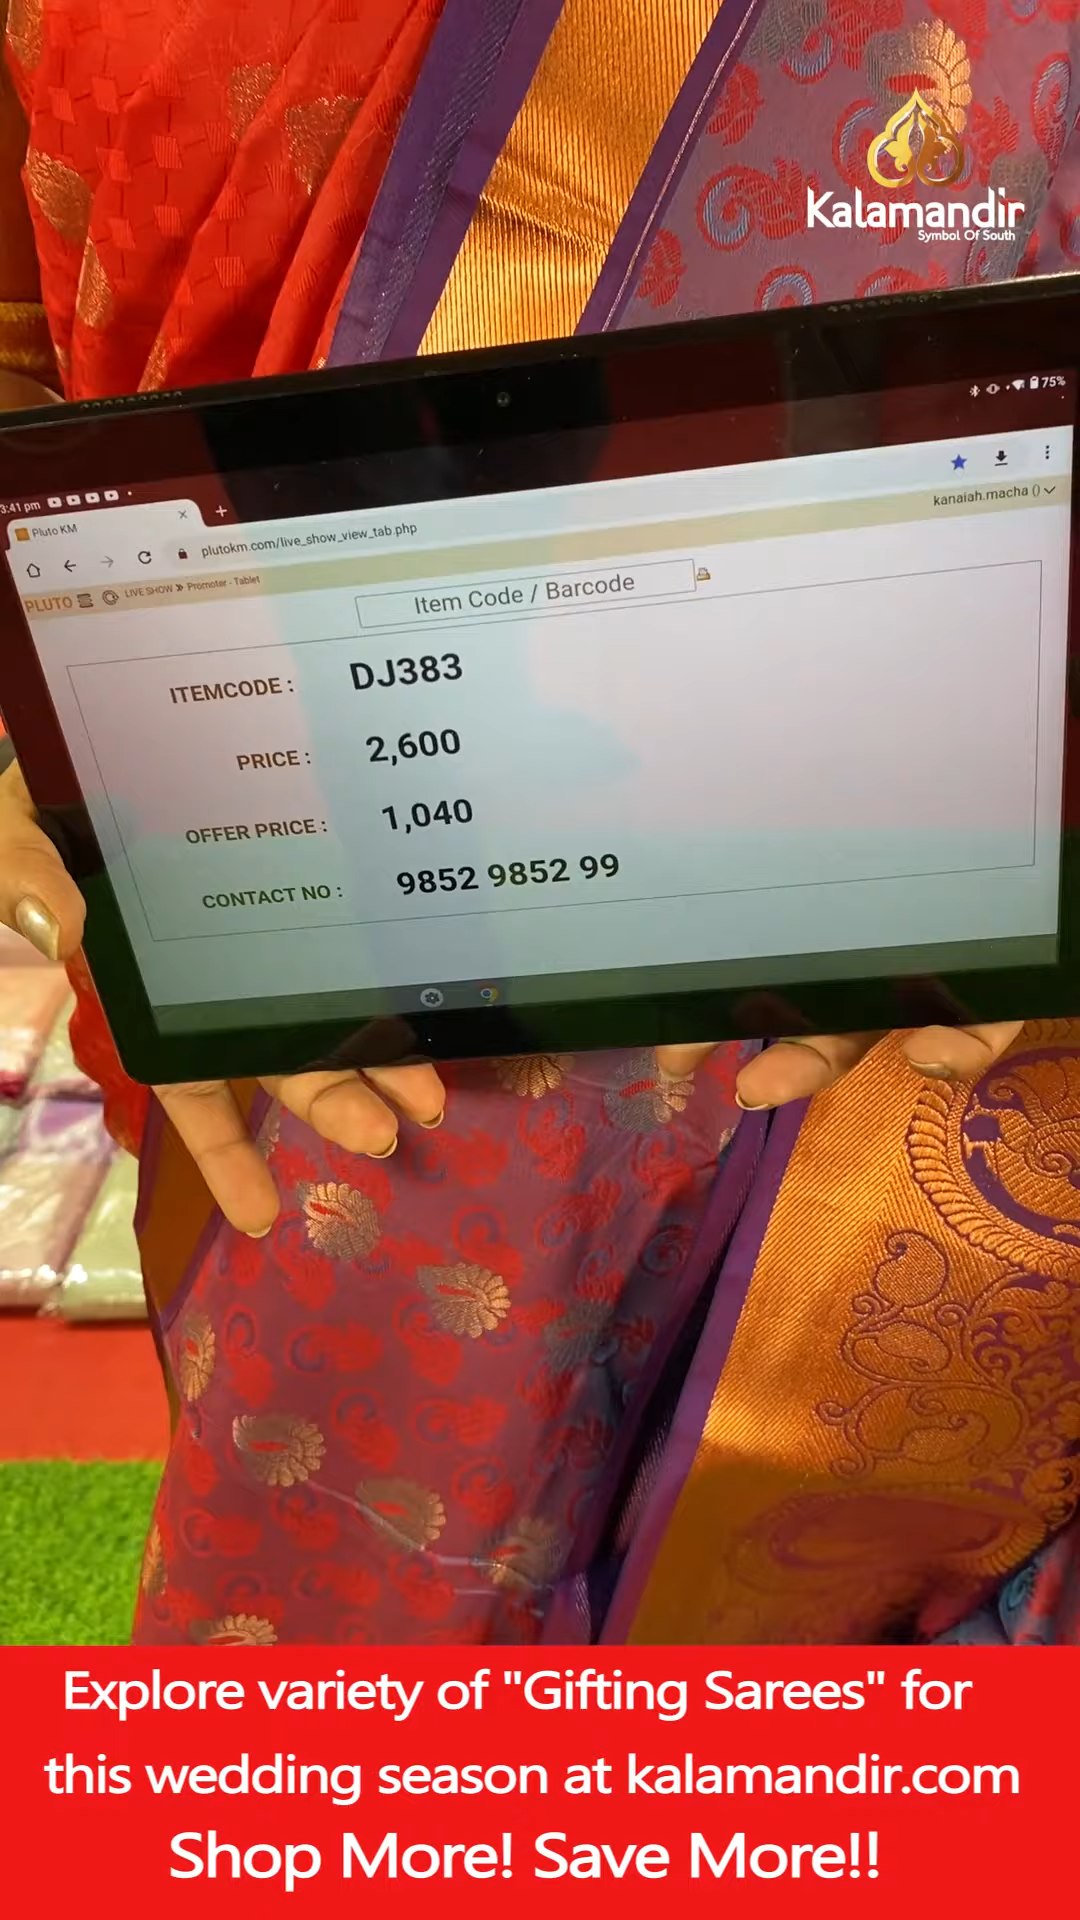 Kalamandir
Symbol Of South
75%
3:41 pm
Pluto KM
kanaiah.macha ()
plutokm.com/live_show_view_tab.php
PLUTO
LIVE SHOW » Promoter - Tablet
Item Code / Barcode
ITEMCODE : DJ383
PRICE : 2,600
OFFER PRICE : 1,040
CONTACT NO : 9852 9852 99
Explore variety of "Gifting Sarees" for
this wedding season at kalamandir.com
Shop More! Save More!!